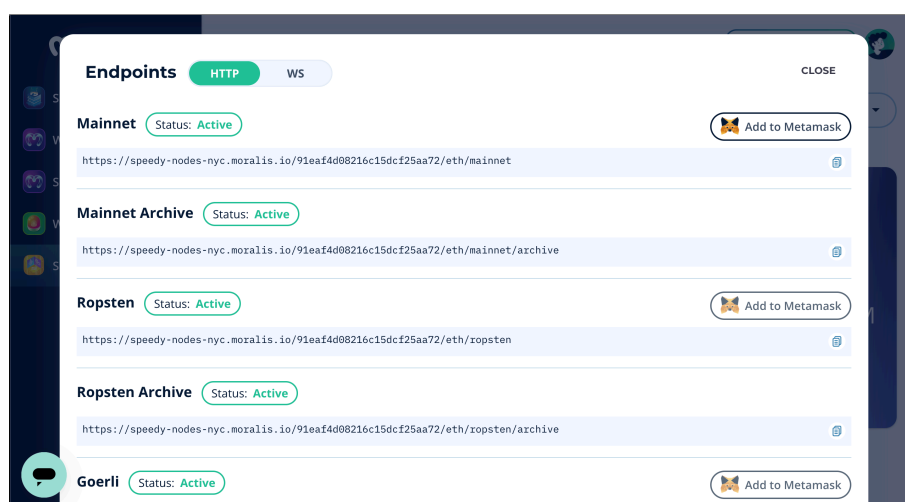 Endpoints HTTP WS CLOSE
Mainnet Status: Active Add to Metamask
https://speedy-nodes-nyc.moralis.io/91eaf4d08216c15dcf25aa72/eth/mainnet
Mainnet Archive Status: Active
https://speedy-nodes-nyc.moralis.io/91eaf4d08216c15dcf25aa72/eth/mainnet/archive
Ropsten Status: Active Add to Metamask
https://speedy-nodes-nyc.moralis.io/91eaf4d08216c15dcf25aa72/eth/ropsten
Ropsten Archive Status: Active
https://speedy-nodes-nyc.moralis.io/91eaf4d08216c15dcf25aa72/eth/ropsten/archive
Goerli Status: Active Add to Metamask